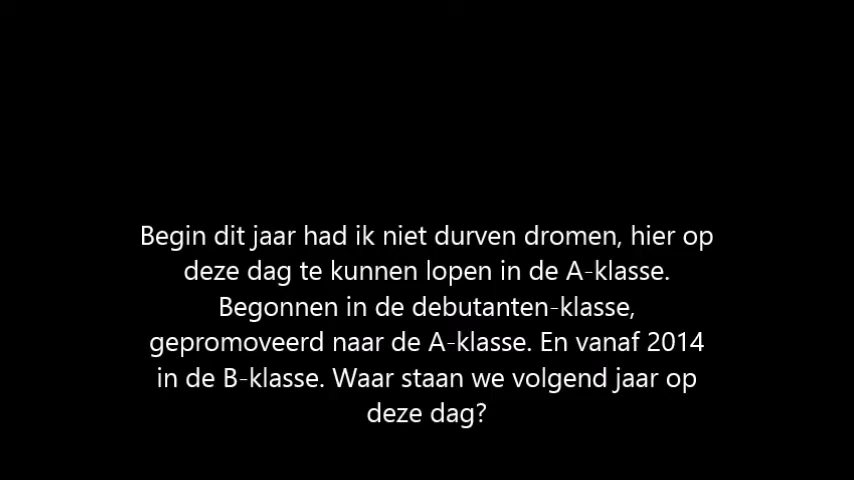 Begin dit jaar had ik niet durven dromen, hier op
deze dag te kunnen lopen in de A-klasse.
Begonnen in de debutanten-klasse,
gepromoveerd naar de A-klasse. En vanaf 2014
in de B-klasse. Waar staan we volgend jaar op
deze dag?